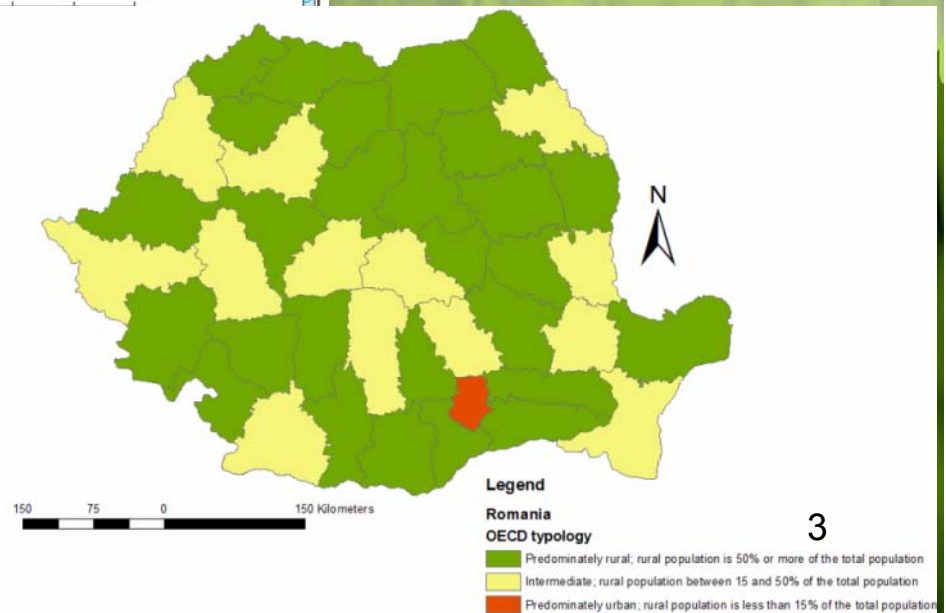 N
150 75 0 150 Kilometers
Legend
Romania
OECD typology
3
Predominately rural; rural population is 50% or more of the total population
Intermediate; rural population between 15 and 50% of the total population
Predominately urban; rural population is less than 15% of the total population